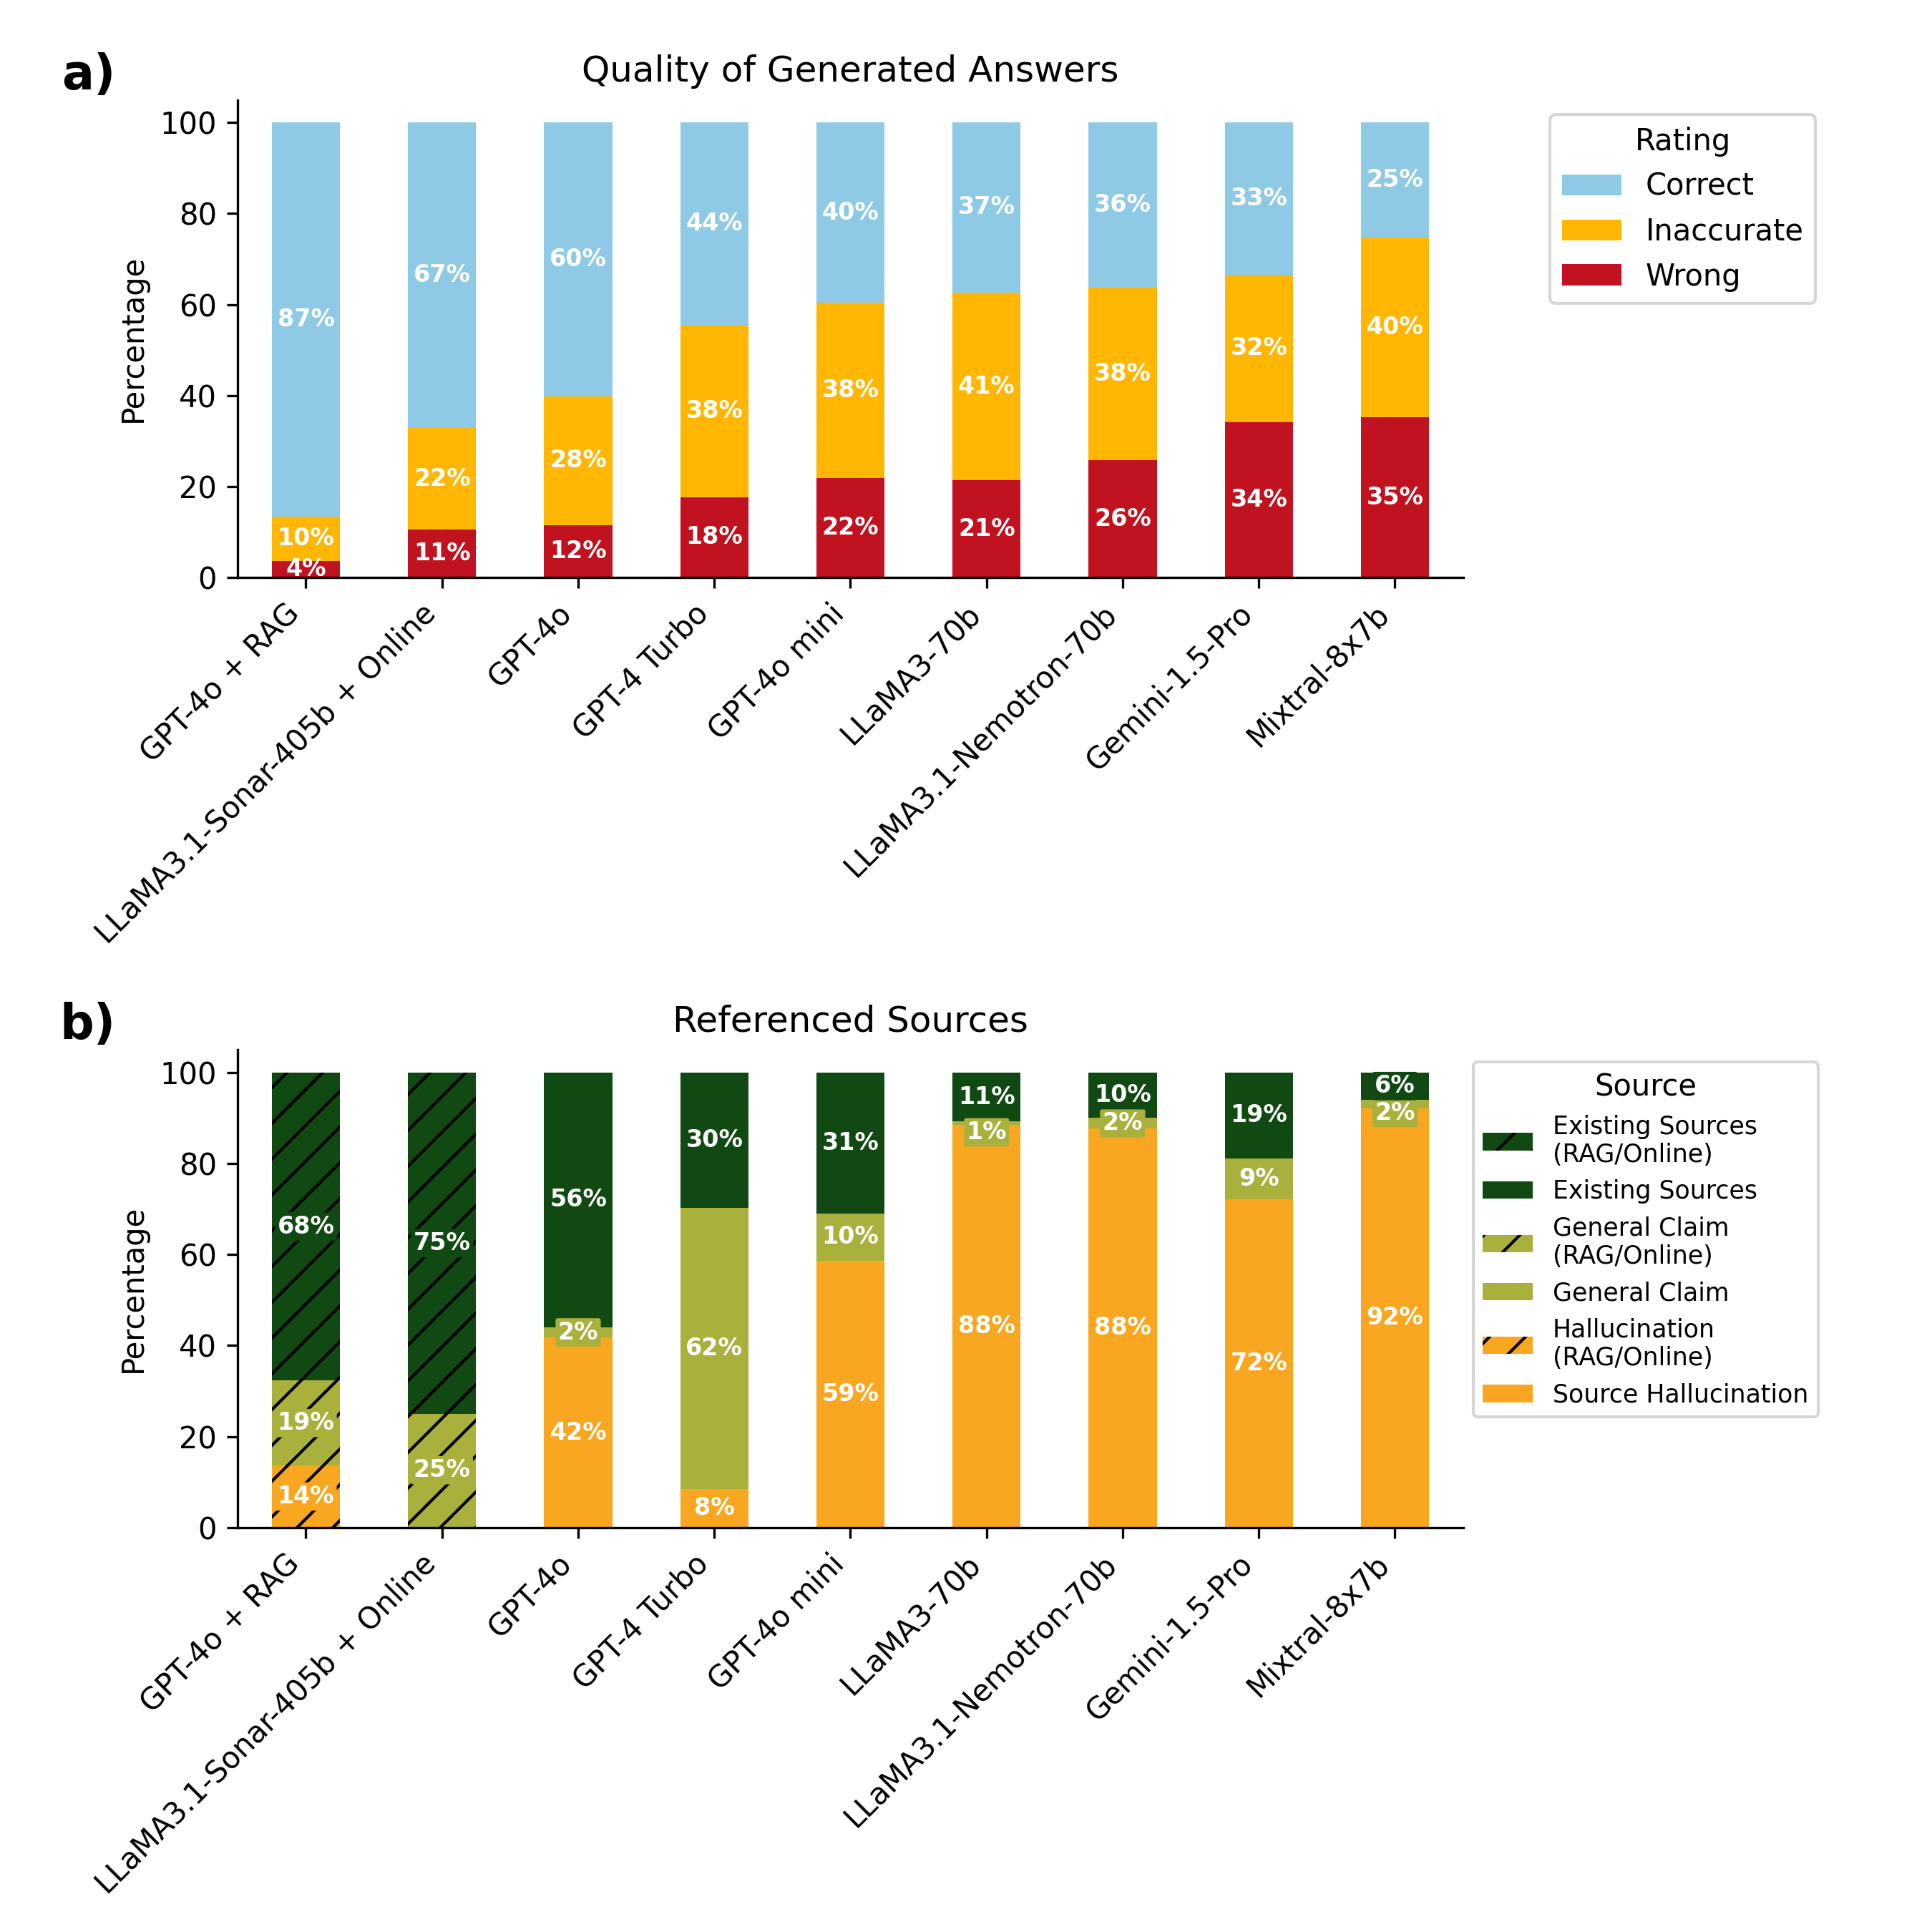 a)
Quality of Generated Answers
Percentage
100
80
60
40
20
0
87%
10%
4%
67%
22%
11%
60%
28%
12%
44%
38%
18%
40%
38%
22%
37%
41%
21%
36%
38%
26%
33%
32%
34%
25%
40%
35%
GPT-4o + RAG
LLaMA3.1-Sonar-405b + Online
GPT-4o
GPT-4 Turbo
GPT-4o mini
LLaMA3-70b
LLaMA3.1-Nemotron-70b
Gemini-1.5-Pro
Mixtral-8x7b
Rating
Correct
Inaccurate
Wrong
b)
Referenced Sources
Percentage
100
80
60
40
20
0
68%
19%
14%
75%
25%
56%
2%
42%
30%
62%
8%
31%
10%
59%
11%
1%
88%
10%
2%
88%
19%
9%
72%
6%
2%
92%
GPT-4o + RAG
LLaMA3.1-Sonar-405b + Online
GPT-4o
GPT-4 Turbo
GPT-4o mini
LLaMA3-70b
LLaMA3.1-Nemotron-70b
Gemini-1.5-Pro
Mixtral-8x7b
Source
Existing Sources
(RAG/Online)
Existing Sources
General Claim
(RAG/Online)
General Claim
Hallucination
(RAG/Online)
Source Hallucination